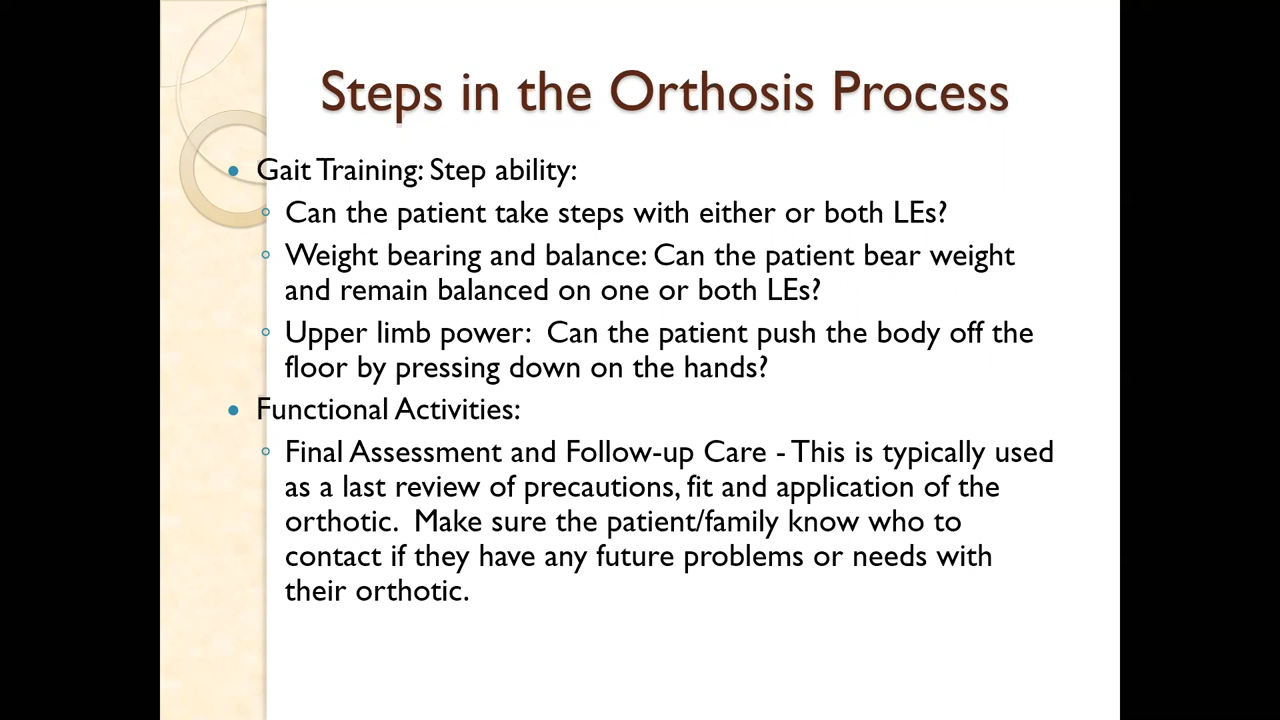 Steps in the Orthosis Process
• Gait Training: Step ability:
◦ Can the patient take steps with either or both LEs?
◦ Weight bearing and balance: Can the patient bear weight
and remain balanced on one or both LEs?
◦ Upper limb power:  Can the patient push the body off the
floor by pressing down on the hands?
• Functional Activities:
◦ Final Assessment and Follow-up Care - This is typically used
as a last review of precautions, fit and application of the
orthotic.  Make sure the patient/family know who to
contact if they have any future problems or needs with
their orthotic.